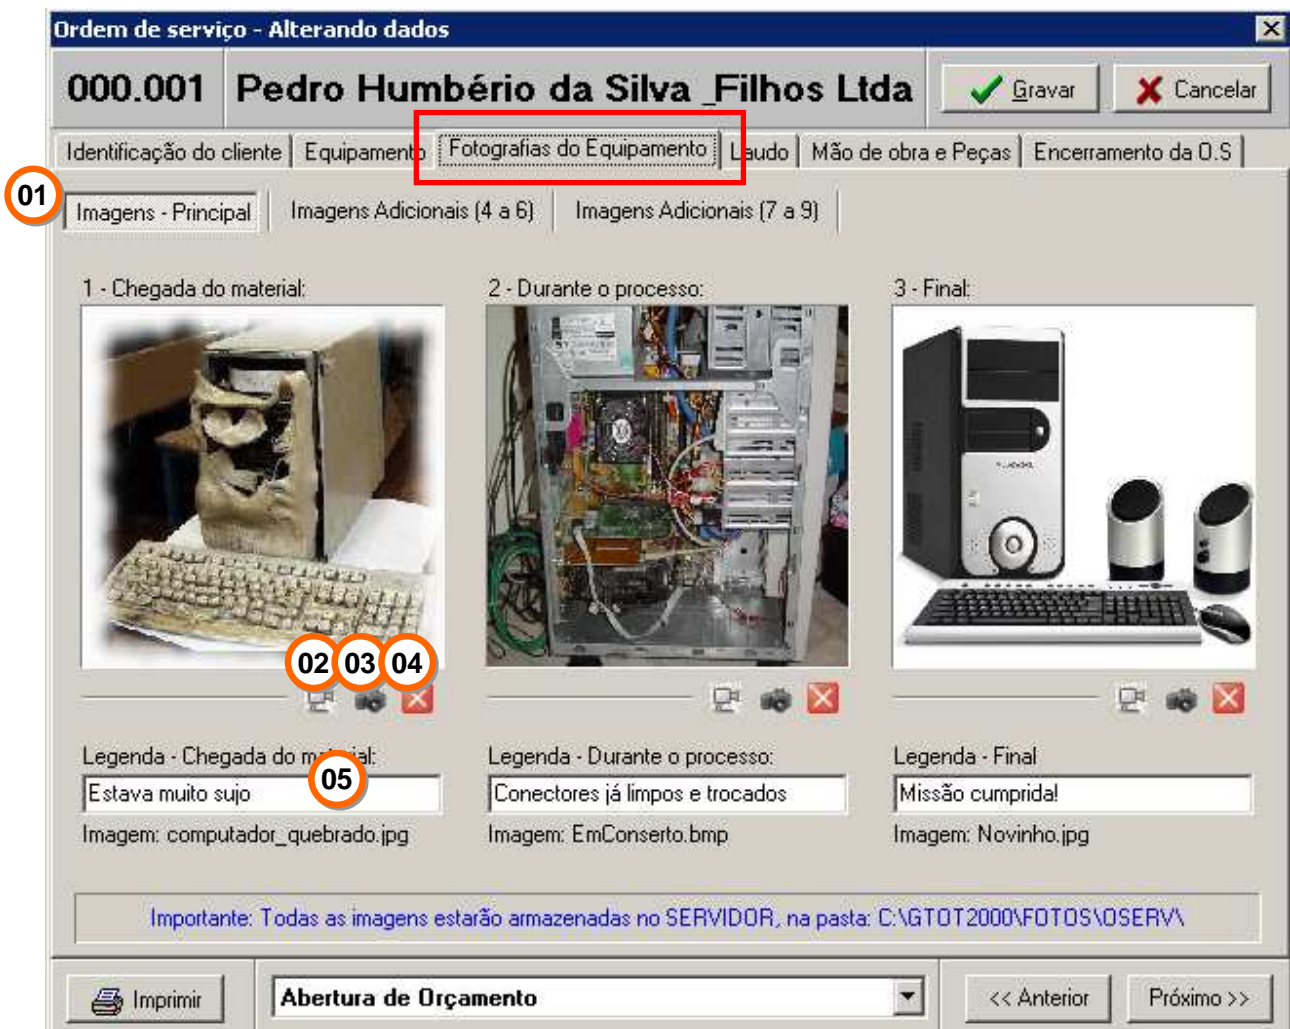 Ordem de serviço - Alterando dados
000.001 Pedro Humbério da Silva _Filhos Ltda Gravar Cancelar
Identificação do cliente Equipamento Fotografias do Equipamento Laudo Mão de obra e Peças Encerramento da O.S
01
Imagens - Principal Imagens Adicionais (4 a 6) Imagens Adicionais (7 a 9)
1 - Chegada do material: 2 - Durante o processo: 3 - Final:
02 03 04
Legenda - Chegada do material: Legenda - Durante o processo: Legenda - Final
05
Estava muito sujo Conectores já limpos e trocados Missão cumprida!
Imagem: computador_quebrado.jpg Imagem: EmConserto.bmp Imagem: Novinho.jpg
Importante: Todas as imagens estarão armazenadas no SERVIDOR, na pasta: C:\GTOT2000\FOTOS\OSERV\
Imprimir Abertura de Orçamento << Anterior Próximo >>